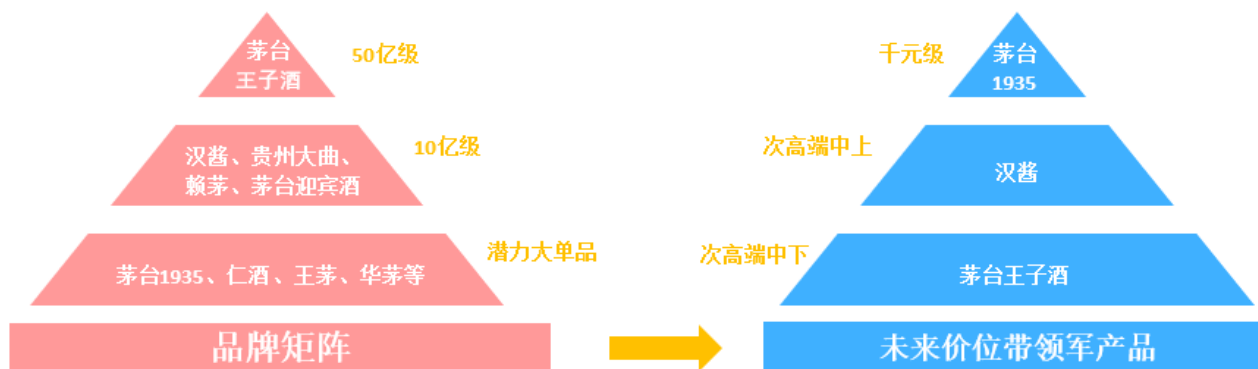 茅台
王子酒
50亿级
汉酱、贵州大曲、
赖茅、茅台迎宾酒
10亿级
茅台1935、仁酒、王茅、华茅等
潜力大单品
品牌矩阵
千元级
茅台
1935
次高端中上
汉酱
次高端中下
茅台王子酒
未来价位带领军产品